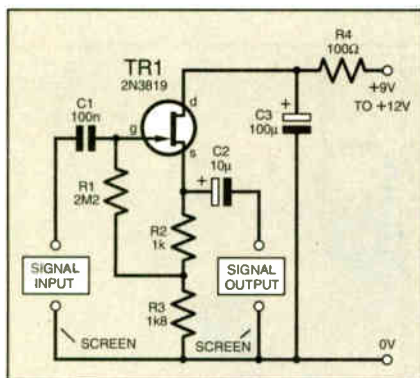 TR1
2N3819
R4
100Ω
+9V
TO +12V
C1
100n
d
g
s
+
C3
100µ
C2
10µ
+
R1
2M2
R2
1k
SIGNAL
INPUT
SIGNAL
OUTPUT
R3
1k8
SCREEN
SCREEN
0V